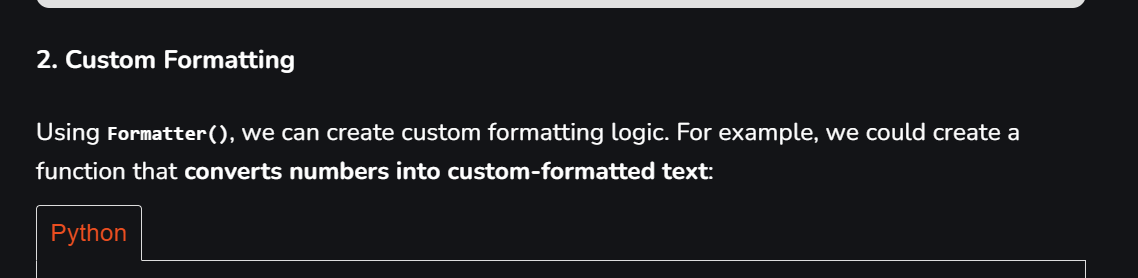 2. Custom Formatting
Using Formatter(), we can create custom formatting logic. For example, we could create a
function that converts numbers into custom-formatted text:
Python